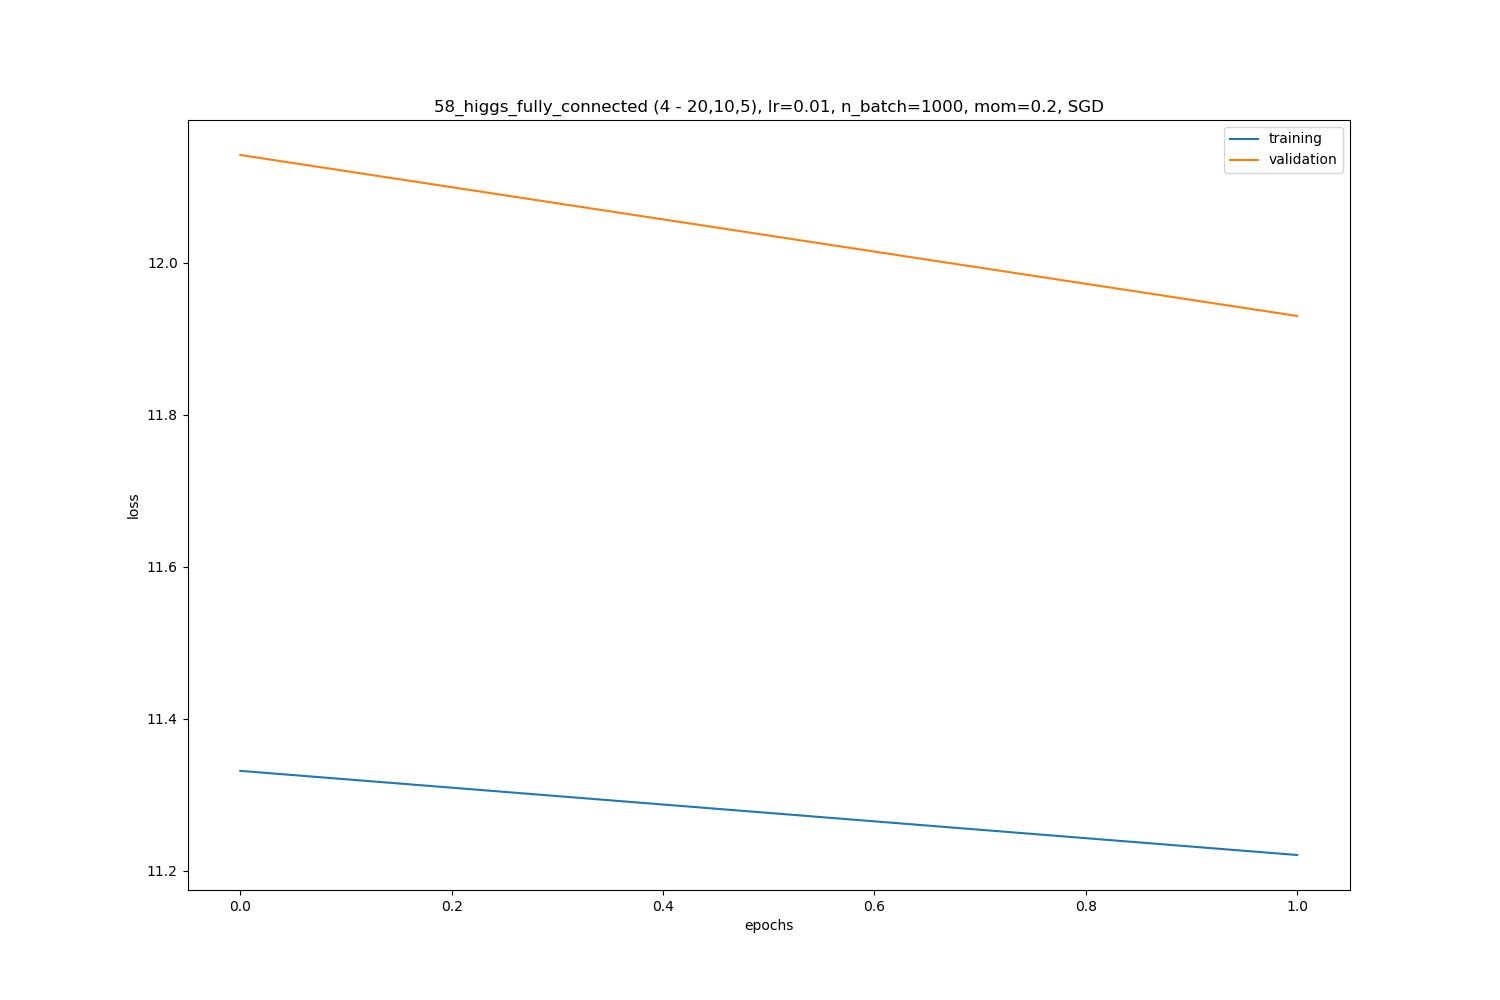 58_higgs_fully_connected (4 - 20,10,5), lr=0.01, n_batch=1000, mom=0.2, SGD
training
validation
12.0
11.8
11.6
11.4
11.2
loss
0.0 0.2 0.4 0.6 0.8 1.0
epochs